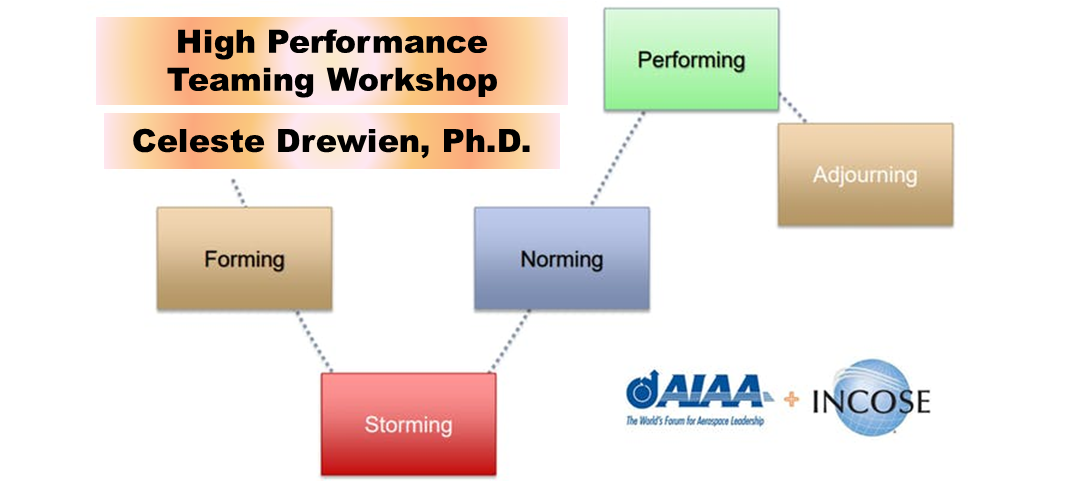 High Performance
Teaming Workshop
Celeste Drewien, Ph.D.
Performing
Adjourning
Forming
Norming
Storming
AIAA
The World's Forum for Aerospace Leadership
+
INCOSE